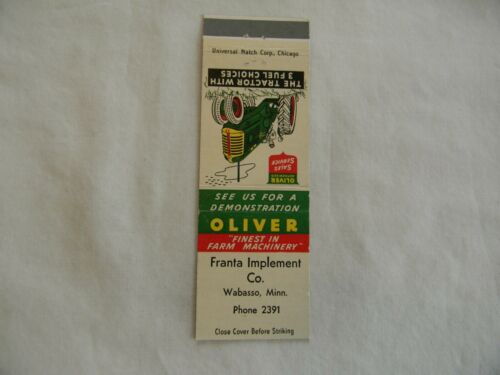 Universal Match Corp., Chicago
THE TRACTOR WITH
3 FUEL CHOICES
OLIVER
SALES
SERVICE
SEE US FOR A
DEMONSTRATION
OLIVER
"FINEST IN
FARM MACHINERY"
Franta Implement
Co.
Wabasso, Minn.
Phone 2391
Close Cover Before Striking